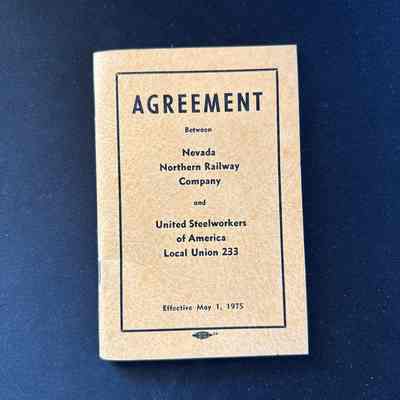 AGREEMENT
Between
Nevada
Northern Railway
Company
and
United Steelworkers
of America
Local Union 233
Effective May 1, 1975